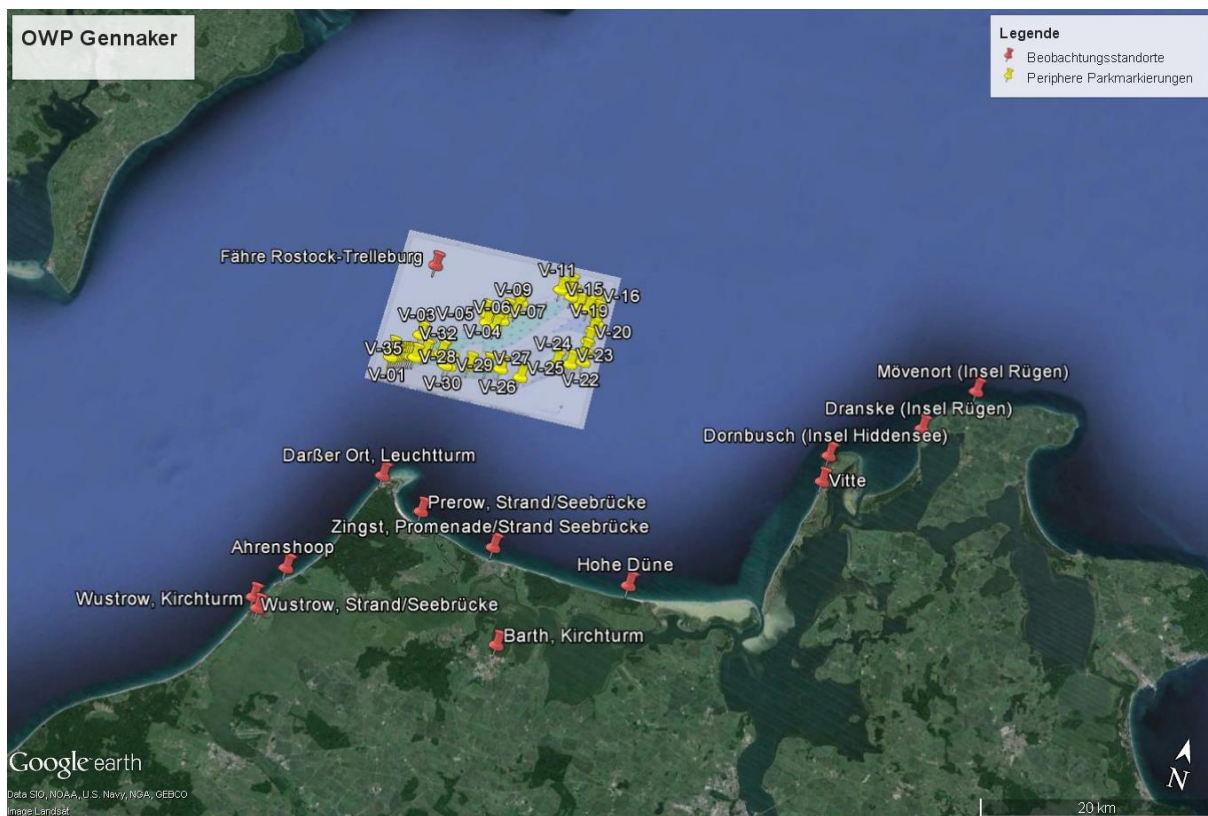 OWP Gennaker
Legende
Beobachtungsstandorte
Periphere Parkmarkierungen
Fähre Rostock-Trelleburg
V-11
V-09
V-15
V-16
V-03
V-05
V-06
V-07
V-19
V-32
V-04
V-20
V-35
V-28
V-27
V-24
V-23
V-01
V-29
V-25
V-30
V-26
V-22
Mövenort (Insel Rügen)
Dranske (Insel Rügen)
Dornbusch (Insel Hiddensee)
Darßer Ort, Leuchtturm
Vitte
Prerow, Strand/Seebrücke
Zingst, Promenade/Strand Seebrücke
Ahrenshoop
Hohe Düne
Wustrow, Kirchturm
Wustrow, Strand/Seebrücke
Barth, Kirchturm
Google earth
Data SIO, NOAA, U.S. Navy, NGA, GEBCO
Image Landsat
N
20 km